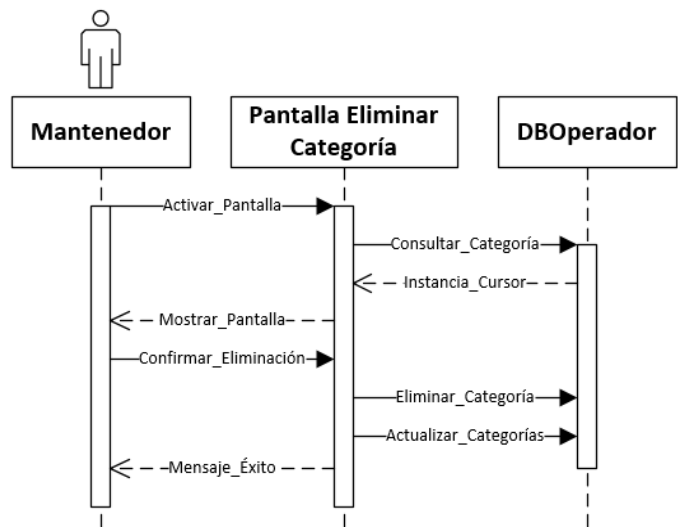 Mantenedor
Pantalla Eliminar
Categoría
DBOperador
Activar_Pantalla
Consultar_Categoría
Instancia_Cursor
Mostrar_Pantalla
Confirmar_Eliminación
Eliminar_Categoría
Actualizar_Categorías
Mensaje_Éxito